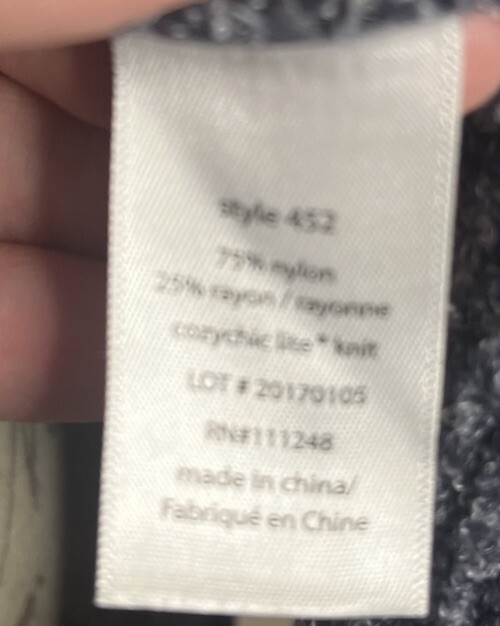 style 452
75% nylon
25% rayon / rayonne
cozychic lite® knit
LOT # 20170105
RN#111248
made in china/
Fabriqué en Chine